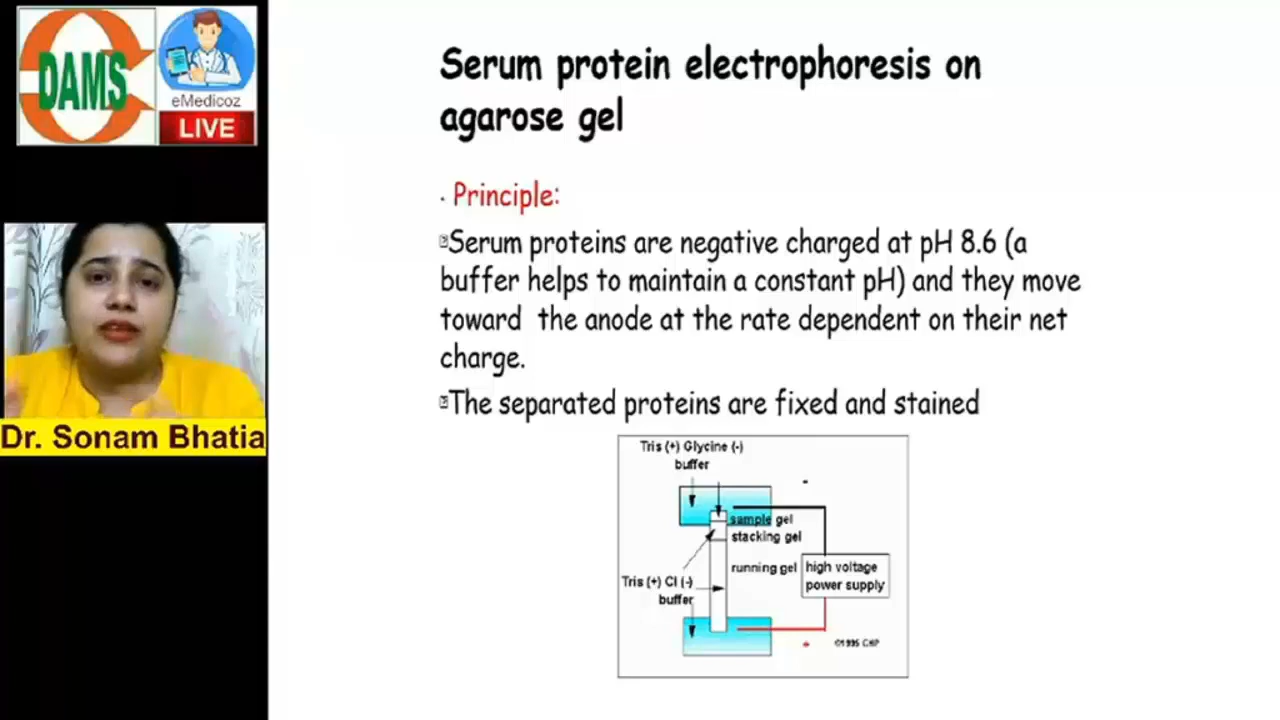 DAMS
eMedicoz
LIVE
Dr. Sonam Bhatia
Serum protein electrophoresis on
agarose gel
· Principle:
Serum proteins are negative charged at pH 8.6 (a
buffer helps to maintain a constant pH) and they move
toward the anode at the rate dependent on their net
charge.
The separated proteins are fixed and stained
Tris (+) Glycine (-)
buffer
-
sample gel
stacking gel
running gel
high voltage
power supply
Tris (+) Cl (-)
buffer
+
©1995 CHP